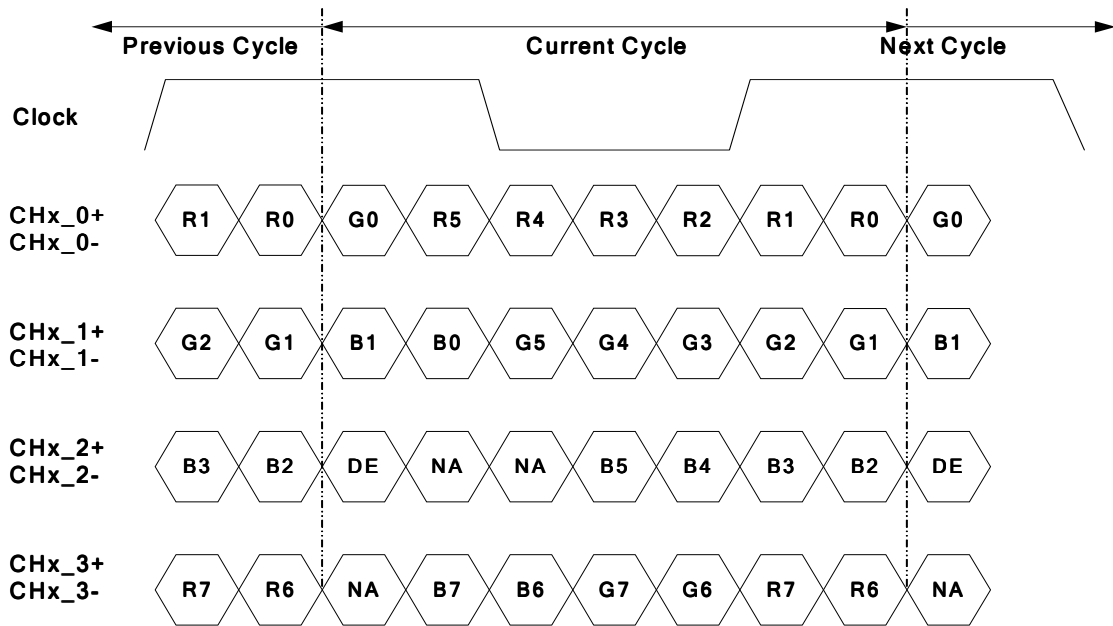 Previous Cycle Current Cycle Next Cycle
Clock
CHx_0+
CHx_0-
R1 R0 G0 R5 R4 R3 R2 R1 R0 G0
CHx_1+
CHx_1-
G2 G1 B1 B0 G5 G4 G3 G2 G1 B1
CHx_2+
CHx_2-
B3 B2 DE NA NA B5 B4 B3 B2 DE
CHx_3+
CHx_3-
R7 R6 NA B7 B6 G7 G6 R7 R6 NA